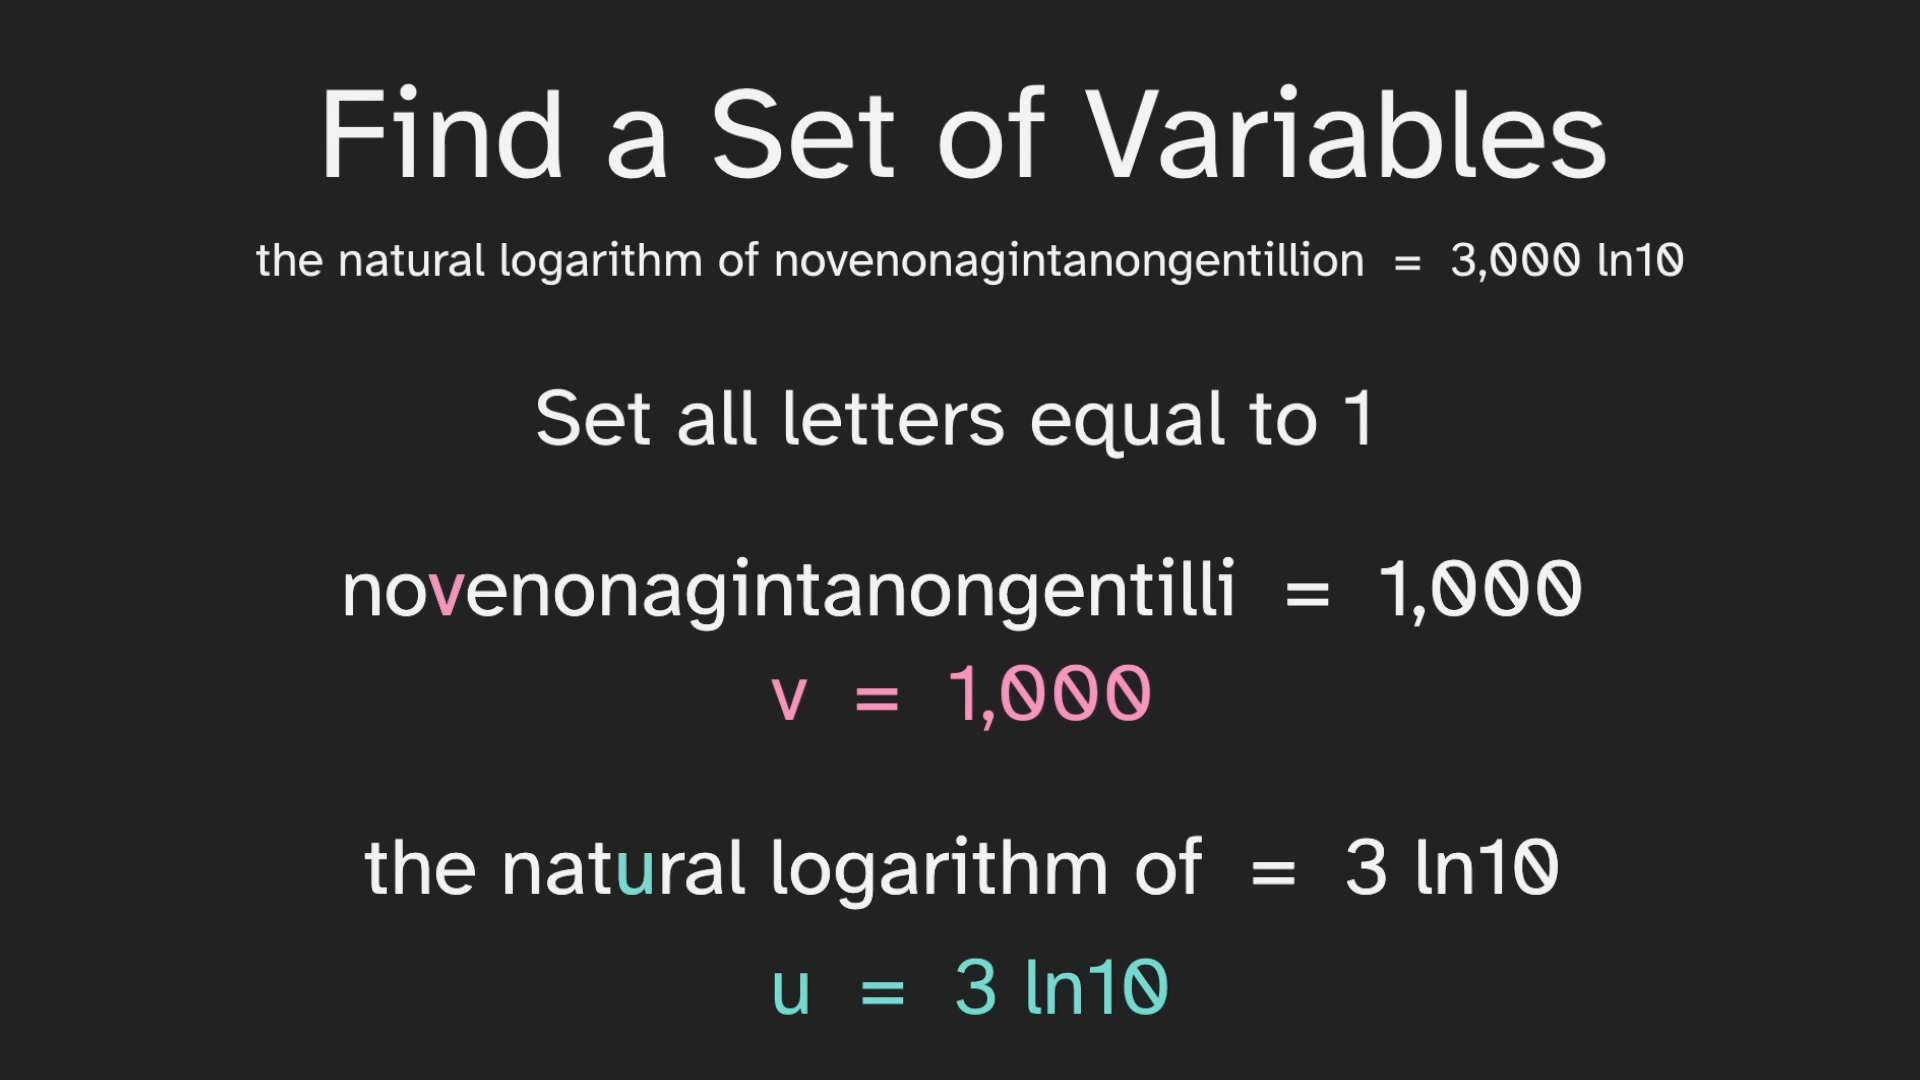 Find a Set of Variables
the natural logarithm of novenonagintanongentillion = 3,000 ln10
Set all letters equal to 1
novenonagintanongentilli = 1,000
v = 1,000
the natural logarithm of = 3 ln10
u = 3 ln10